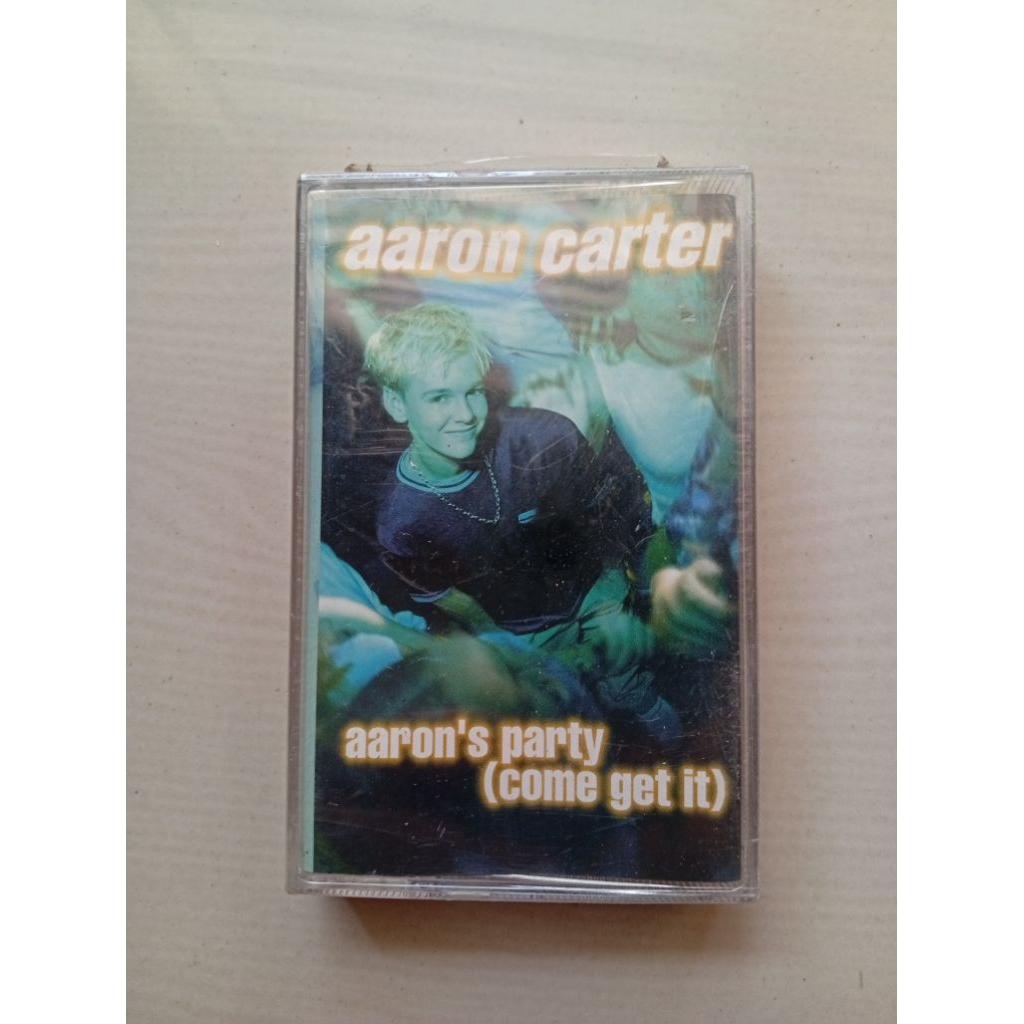 aaron carter
aaron's party
(come get it)